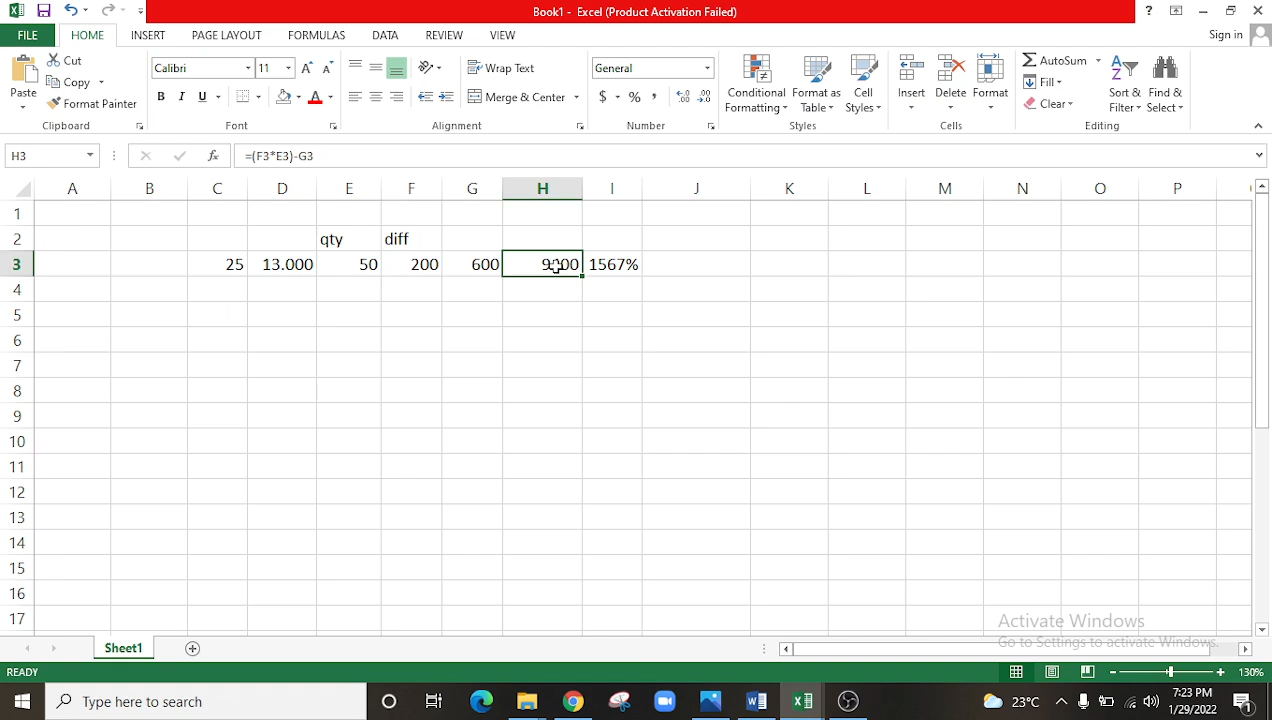 Book1 - Excel (Product Activation Failed)
?
FILE HOME INSERT PAGE LAYOUT FORMULAS DATA REVIEW VIEW Sign in
Paste
Cut
Copy
Format Painter
Clipboard
Calibri 11
B I U
Font
Wrap Text
Merge & Center
Alignment
General
$ % ,
Number
Conditional Formatting
Format as Table
Cell Styles
Styles
Insert
Delete
Format
Cells
AutoSum
Fill
Clear
Sort & Filter
Find & Select
Editing
H3 fx =(F3*E3)-G3
A B C D E F G H I J K L M N O P
1
2 qty diff
3 25 13.000 50 200 600 1567%
4
5
6
7
8
9
10
11
12
13
14
15
16
17
Activate Windows
Go to Settings to activate Windows.
Sheet1
READY 130%
Type here to search
23°C
7:23 PM
1/29/2022
1